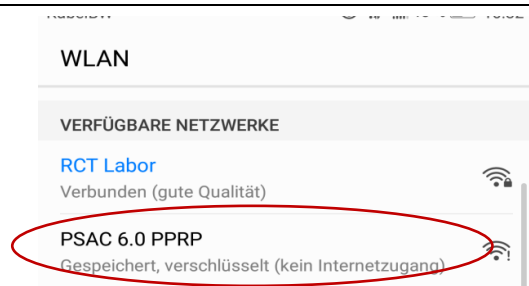 WLAN
VERFÜGBARE NETZWERKE
RCT Labor
Verbunden (gute Qualität)
PSAC 6.0 PPRP
Gespeichert, verschlüsselt (kein Internetzugang)